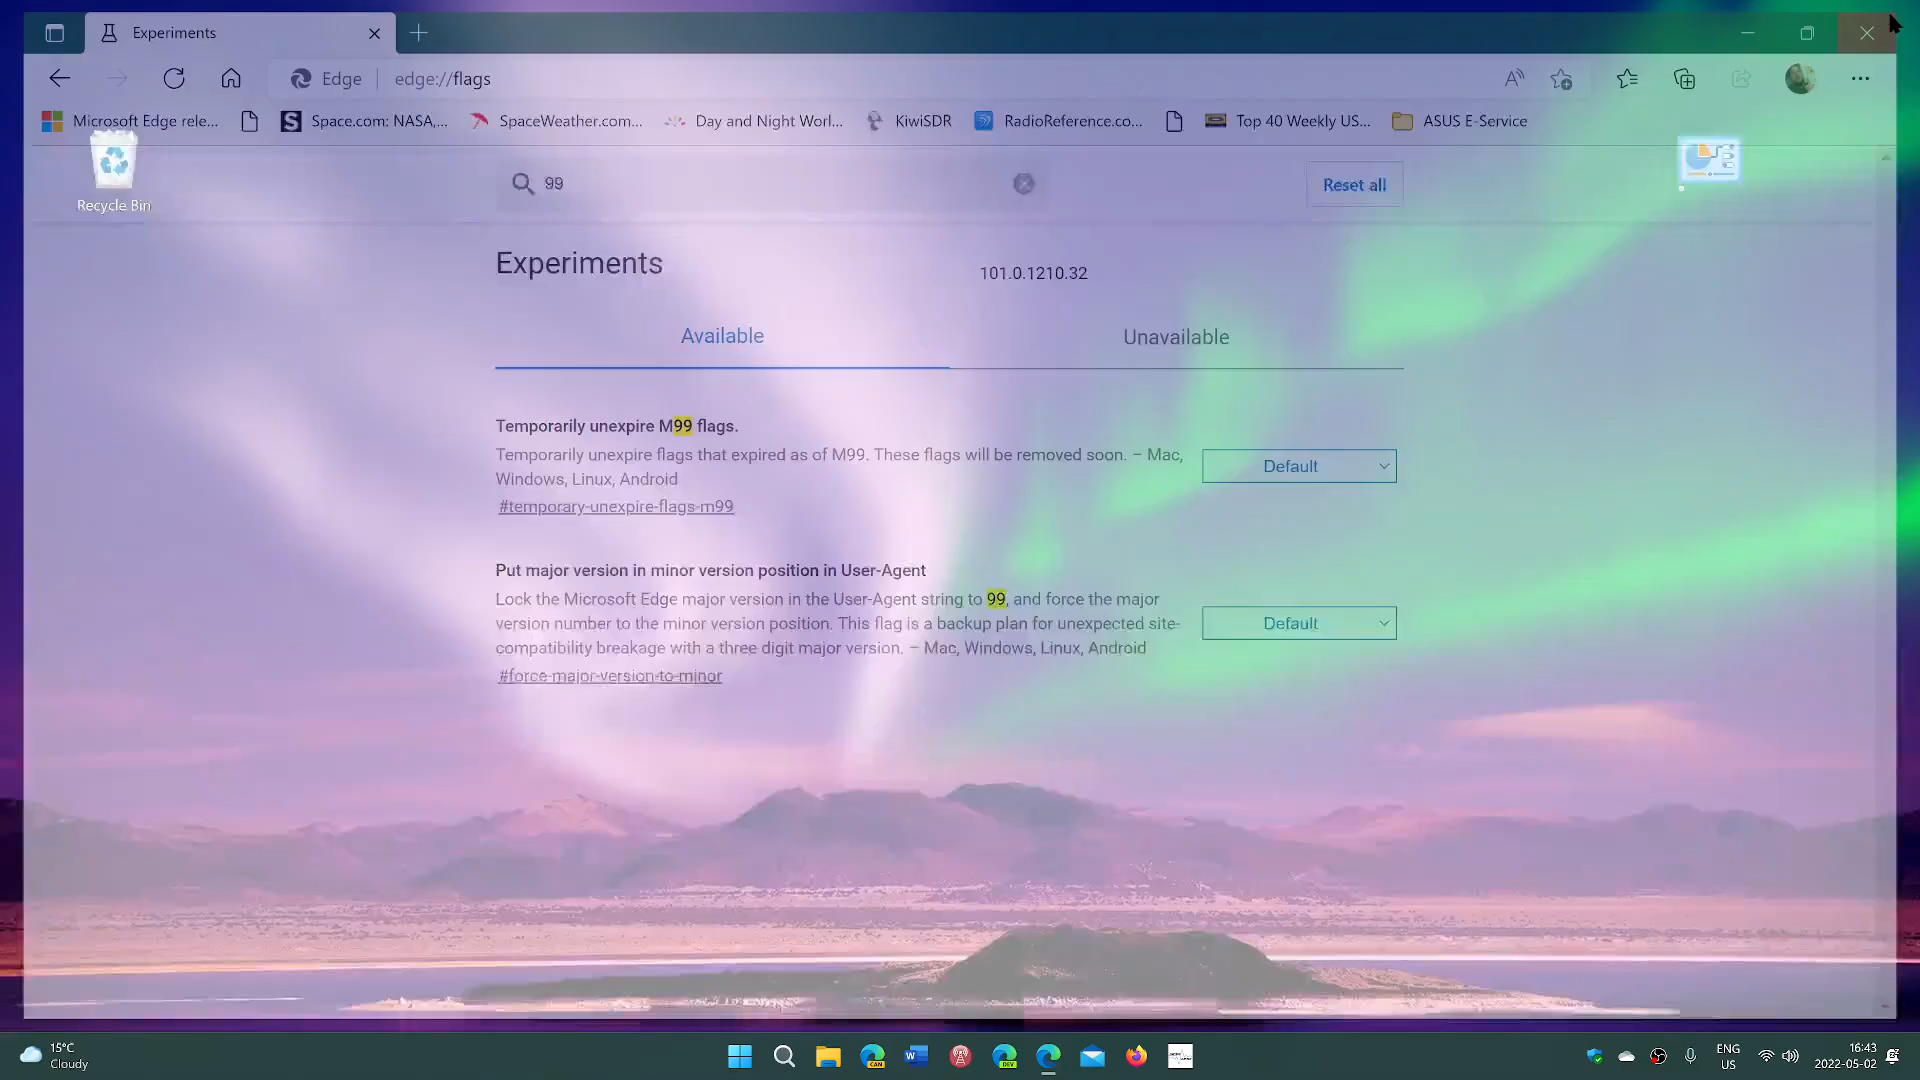 Experiments
Edge
edge://flags
Microsoft Edge rele...
Space.com: NASA,...
SpaceWeather.com...
Day and Night Worl...
KiwiSDR
RadioReference.co...
Top 40 Weekly US...
ASUS E-Service
Recycle Bin
99
Reset all
Experiments
101.0.1210.32
Available
Unavailable
Temporarily unexpire M99 flags.
Temporarily unexpire flags that expired as of M99. These flags will be removed soon. – Mac,
Windows, Linux, Android
#temporary-unexpire-flags-m99
Default
Put major version in minor version position in User-Agent
Lock the Microsoft Edge major version in the User-Agent string to 99, and force the major
version number to the minor version position. This flag is a backup plan for unexpected site-
compatibility breakage with a three digit major version. – Mac, Windows, Linux, Android
#force-major-version-to-minor
Default
15°C
Cloudy
CAN
DEV
ENG
US
16:43
2022-05-02